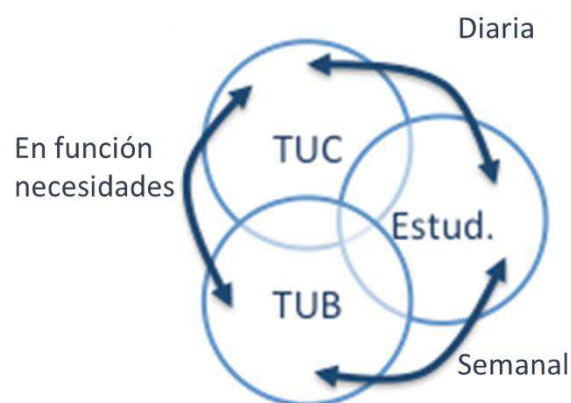 Diaria
TUC
En función
necesidades
Estud.
TUB
Semanal